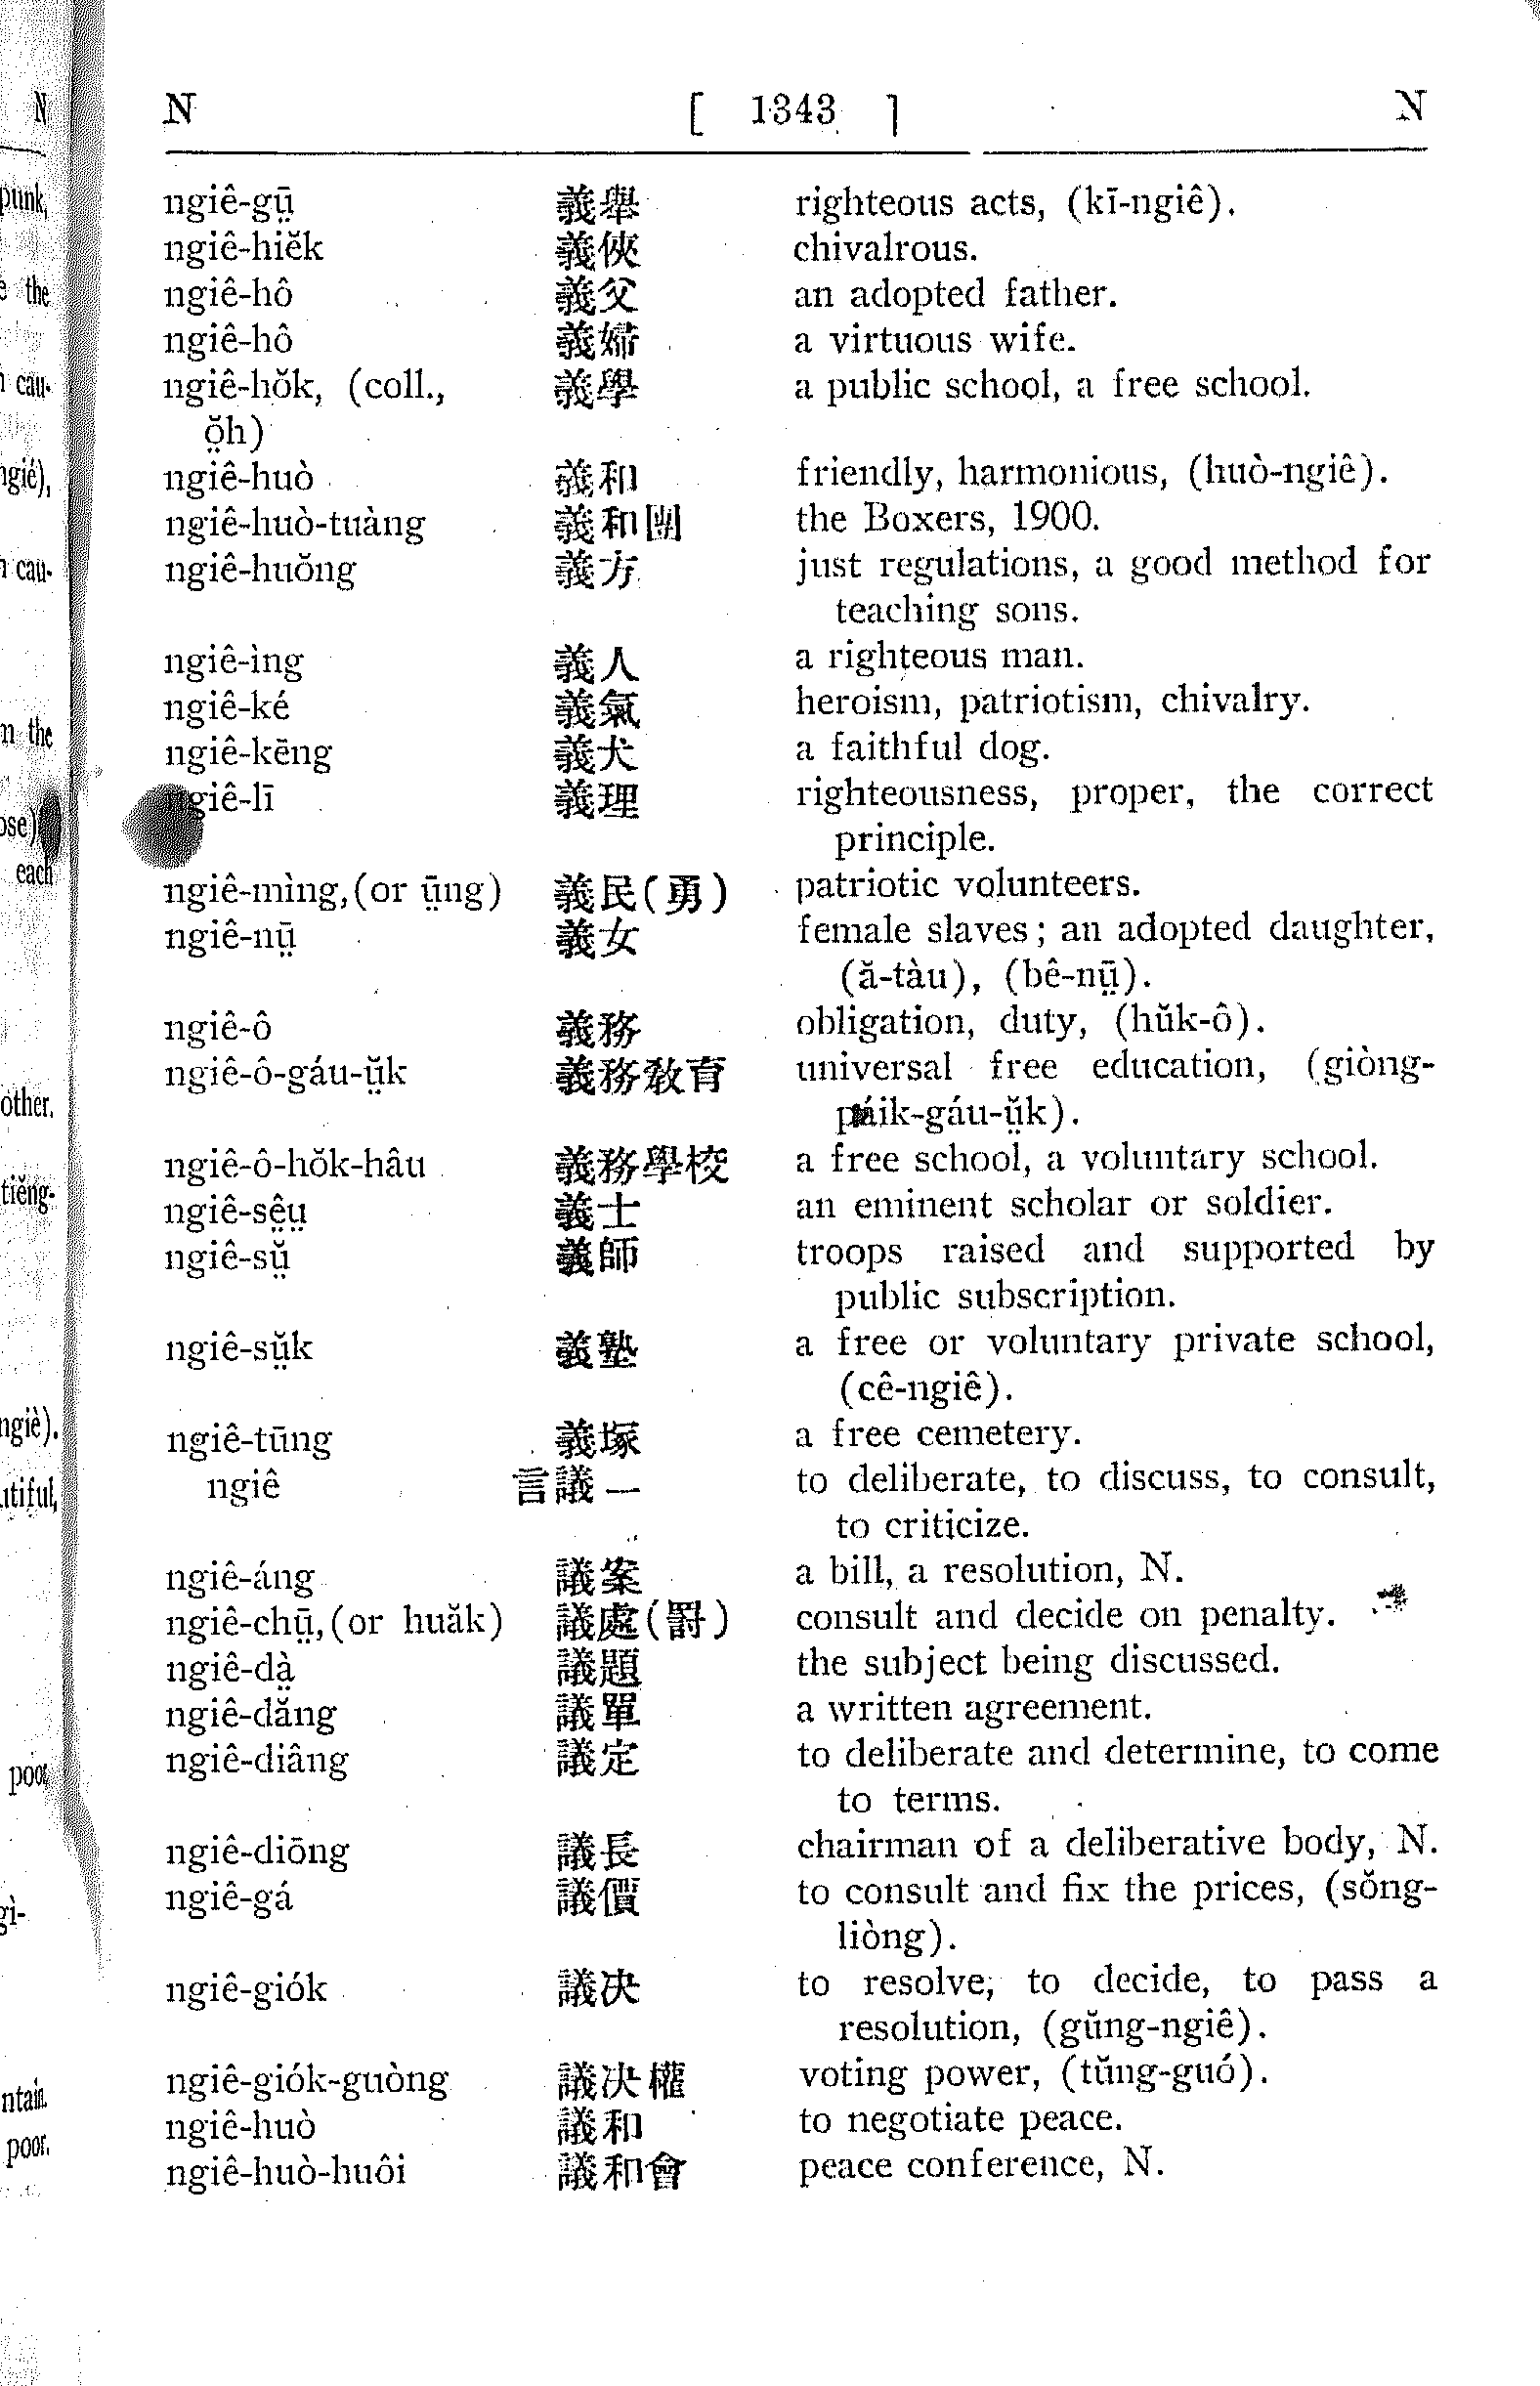 N [ 1343 ] N
ngiê-gṳ̄ 義舉 righteous acts, (kī-ngiê).
ngiê-hiĕk 義俠 chivalrous.
ngiê-hô 義父 an adopted father.
ngiê-hô 義婦 a virtuous wife.
ngiê-hŏk, (coll., 義學 a public school, a free school.
ŏ̤h)
ngiê-huò 義和 friendly, harmonious, (huò-ngiê).
ngiê-huò-tuàng 義和團 the Boxers, 1900.
ngiê-huŏng 義方 just regulations, a good method for
teaching sons.
ngiê-ìng 義人 a righteous man.
ngiê-ké 義氣 heroism, patriotism, chivalry.
ngiê-kēng 義犬 a faithful dog.
ngiê-lī 義理 righteousness, proper, the correct
principle.
ngiê-mìng,(or ṳ̄ng) 義民(勇) patriotic volunteers.
ngiê-nṳ̄ 義女 female slaves; an adopted daughter,
(ă-tàu), (bê-nṳ̄).
ngiê-ô 義務 obligation, duty, (hŭk-ô).
ngiê-ô-gáu-ṳ̆k 義務敎育 universal free education, (giòng-
páik-gáu-ṳ̆k).
ngiê-ô-hŏk-hâu 義務學校 a free school, a voluntary school.
ngiê-sê̤ṳ 義士 an eminent scholar or soldier.
ngiê-sṳ̆ 義師 troops raised and supported by
public subscription.
ngiê-sṳ̆k 義塾 a free or voluntary private school,
(cê-ngiê).
ngiê-tūng 義塚 a free cemetery.
ngiê 言議一 to deliberate, to discuss, to consult,
to criticize.
ngiê-áng 議案 a bill, a resolution, N.
ngiê-chṳ̄,(or huăk) 議處(罸) consult and decide on penalty.
ngiê-dà̤ 議題 the subject being discussed.
ngiê-dăng 議單 a written agreement.
ngiê-diâng 議定 to deliberate and determine, to come
to terms.
ngiê-diōng 議長 chairman of a deliberative body, N.
ngiê-gá 議價 to consult and fix the prices, (sŏng-
liòng).
ngiê-giók 議决 to resolve, to decide, to pass a
resolution, (gŭng-ngiê).
ngiê-giók-guòng 議决權 voting power, (tŭng-guó).
ngiê-huò 議和 to negotiate peace.
ngiê-huò-huôi 議和會 peace conference, N.